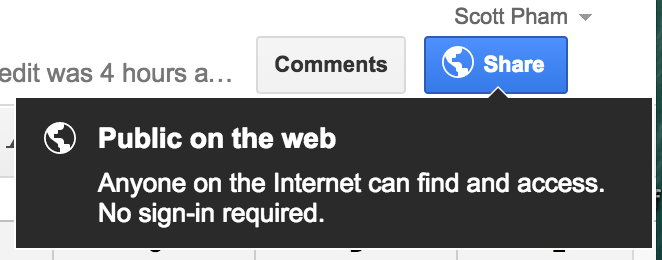 Scott Pham
edit was 4 hours a...
Comments
Share
Public on the web
Anyone on the Internet can find and access.
No sign-in required.